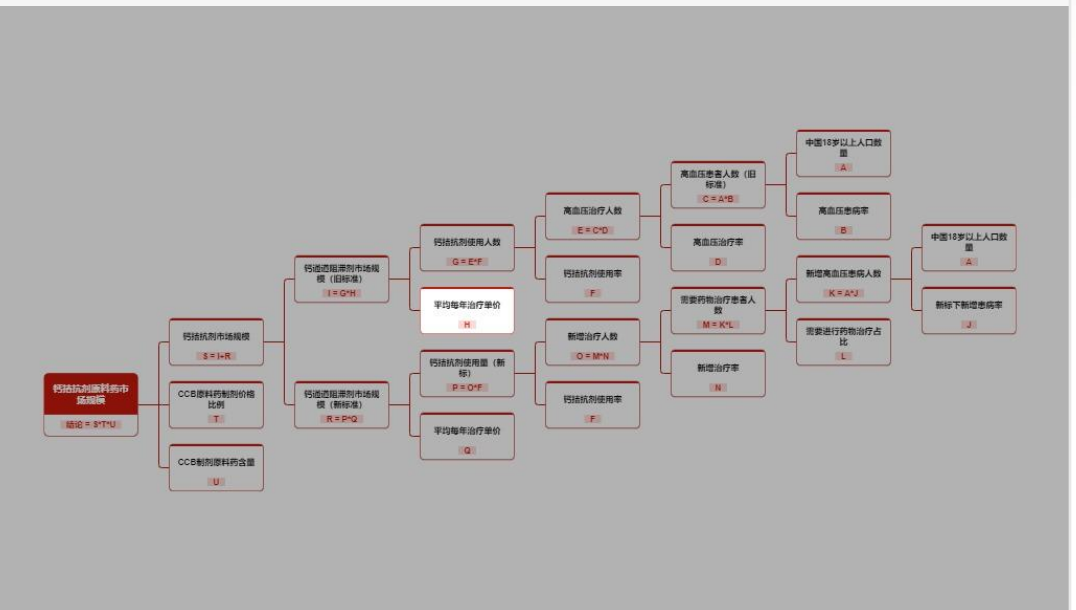 钙拮抗剂原料药市
场规模
结论 = S*T*U
钙拮抗剂市场规模
S = I+R
CCB原料药制剂价格
比例
T
CCB制剂原料药含量
U
钙通道阻滞剂市场规
模（旧标准）
I = G*H
钙通道阻滞剂市场规
模（新标准）
R = P*Q
钙拮抗剂使用人数
G = E*F
平均每年治疗单价
H
钙拮抗剂使用量（新
标）
P = O*F
平均每年治疗单价
Q
高血压治疗人数
E = C*D
钙拮抗剂使用率
F
新增治疗人数
O = M*N
钙拮抗剂使用率
F
高血压患者人数（旧
标准）
C = A*B
高血压治疗率
D
需要药物治疗患者人
数
M = K*L
新增治疗率
N
中国18岁以上人口数
量
A
高血压患病率
B
新增高血压患病人数
K = A*J
需要进行药物治疗占
比
L
中国18岁以上人口数
量
A
新标下新增患病率
J